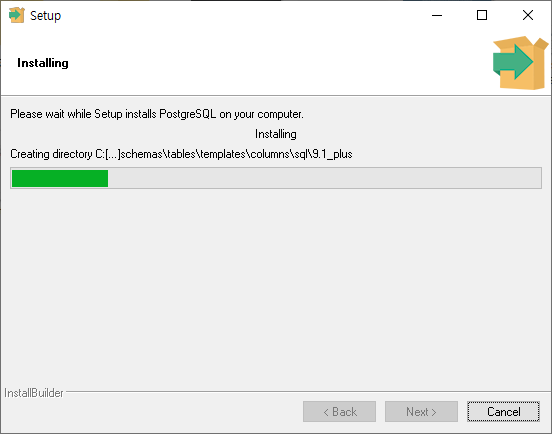 Setup
Installing
Please wait while Setup installs PostgreSQL on your computer.
Installing
Creating directory C:[...]schemas\tables\templates\columns\sql\9.1_plus
InstallBuilder
< Back
Next >
Cancel